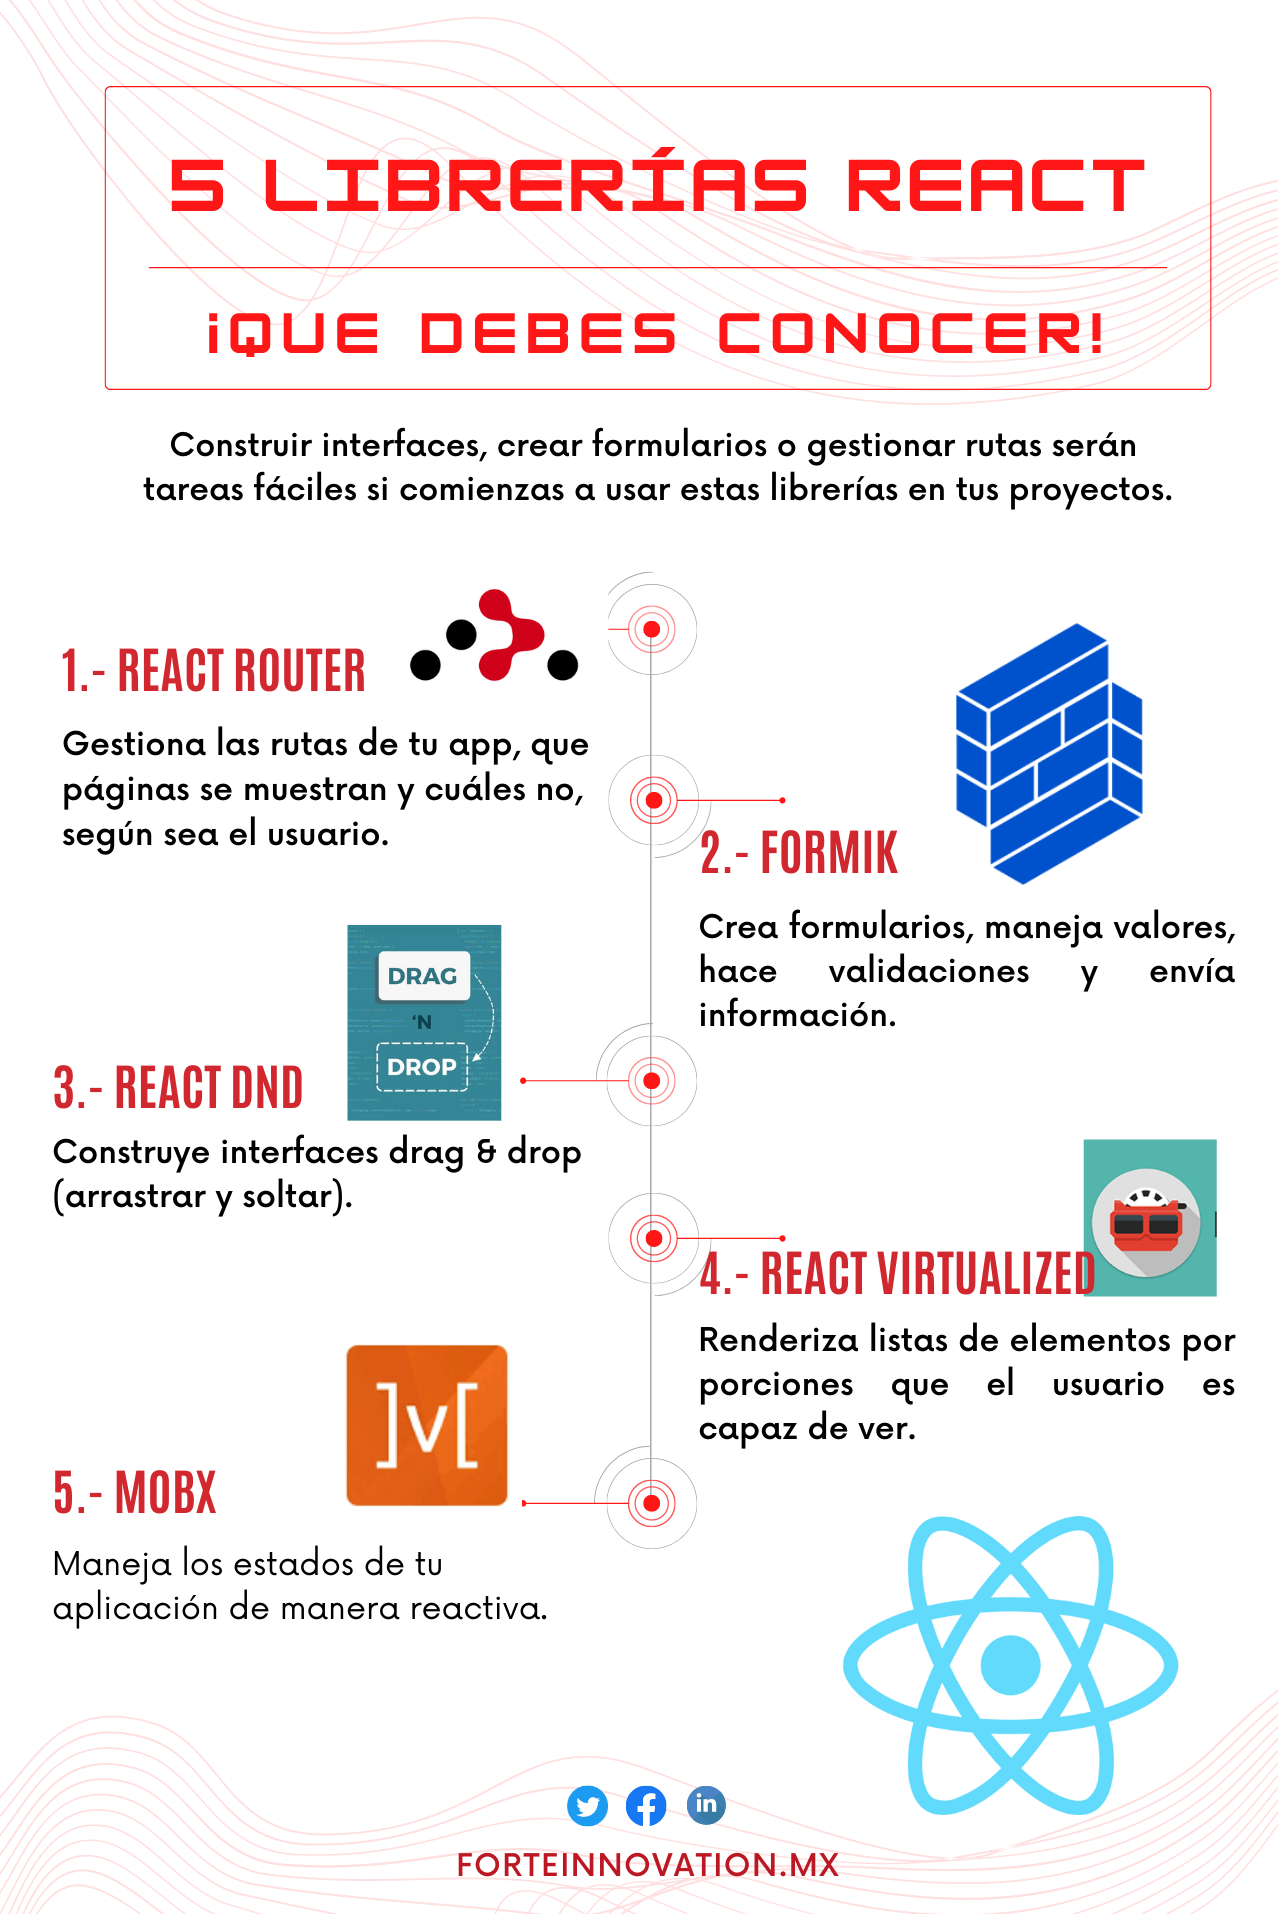 5 LIBRERÍAS REACT
¡QUE DEBES CONOCER!
Construir interfaces, crear formularios o gestionar rutas serán
tareas fáciles si comienzas a usar estas librerías en tus proyectos.
1.- REACT ROUTER
Gestiona las rutas de tu app, que
páginas se muestran y cuáles no,
según sea el usuario.
2.- FORMIK
Crea formularios, maneja valores,
hace validaciones y envía
información.
DRAG
'N
DROP
3.- REACT DND
Construye interfaces drag & drop
(arrastrar y soltar).
4.- REACT VIRTUALIZED
Renderiza listas de elementos por
porciones que el usuario es
capaz de ver.
]v[
5.- MOBX
Maneja los estados de tu
aplicación de manera reactiva.
in
FORTEINNOVATION.MX